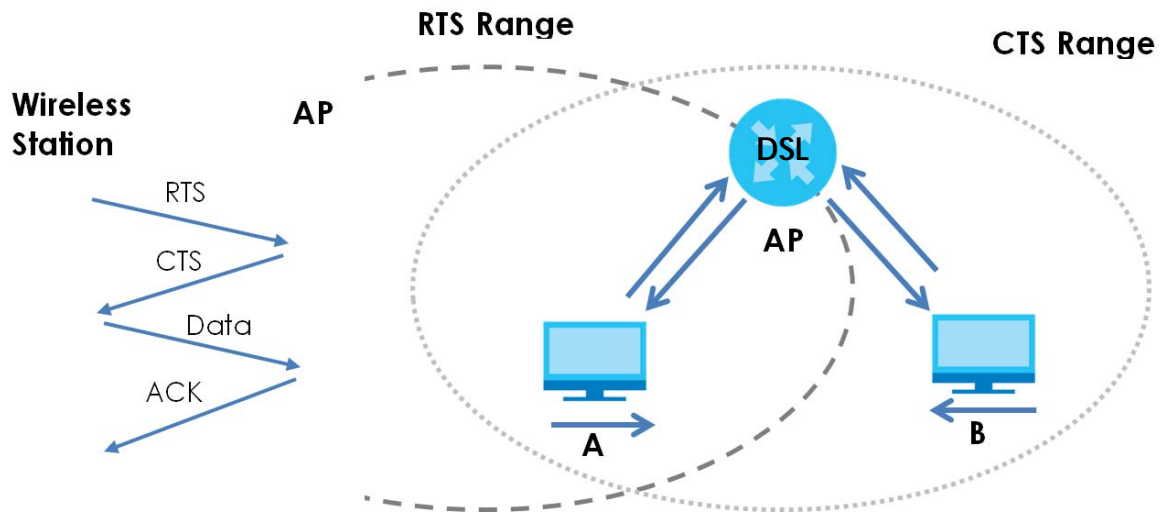 RTS Range
CTS Range
Wireless
Station
AP
RTS
CTS
Data
ACK
DSL
AP
A
B